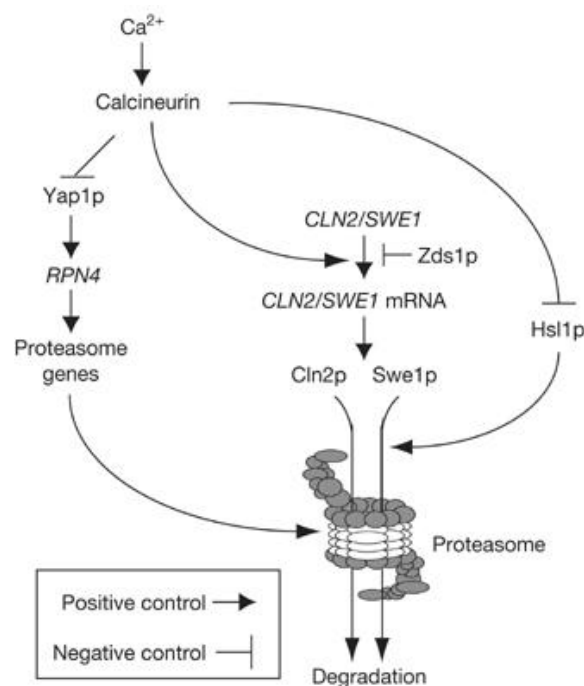 Ca2+
Calcineurin
Yap1p
CLN2/SWE1
Zds1p
RPN4
CLN2/SWE1 mRNA
Hsl1p
Proteasome
genes
Cln2p Swe1p
Proteasome
Positive control
Negative control
Degradation